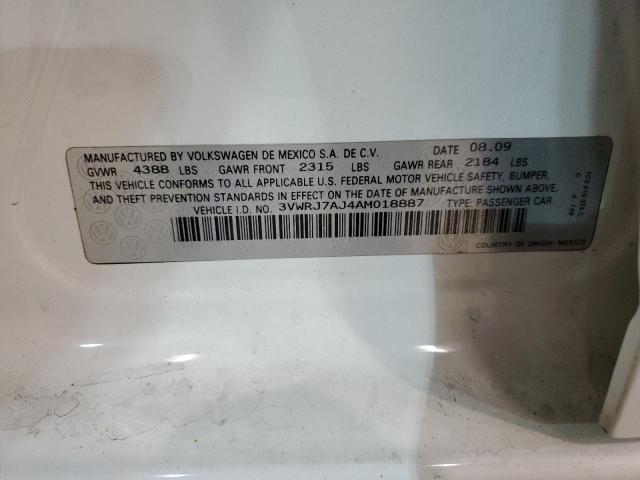 MANUFACTURED BY VOLKSWAGEN DE MEXICO S.A. DE C.V. DATE 08.09
GVWR 4388 LBS GAWR FRONT 2315 LBS GAWR REAR 2184 LBS
THIS VEHICLE CONFORMS TO ALL APPLICABLE U.S. FEDERAL MOTOR VEHICLE SAFETY, BUMPER,
AND THEFT PREVENTION STANDARDS IN EFFECT ON THE DATE OF MANUFACTURE SHOWN ABOVE.
VEHICLE I.D. NO. 3VWRJ7AJ4AM018887 TYPE: PASSENGER CAR
COUNTRY OF ORIGIN: MEXICO